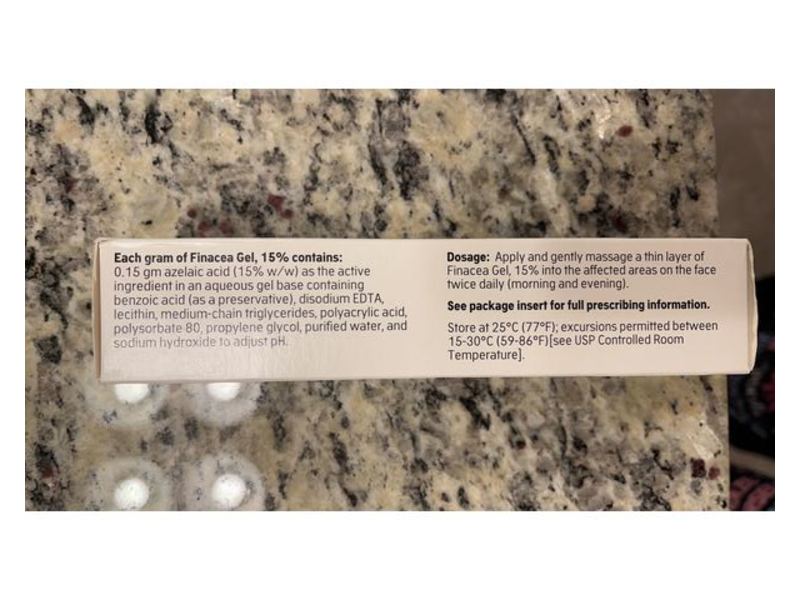 Each gram of Finacea Gel, 15% contains:
0.15 gm azelaic acid (15% w/w) as the active
ingredient in an aqueous gel base containing
benzoic acid (as a preservative), disodium EDTA,
lecithin, medium-chain triglycerides, polyacrylic acid,
polysorbate 80, propylene glycol, purified water, and
sodium hydroxide to adjust pH.
Dosage: Apply and gently massage a thin layer of
Finacea Gel, 15% into the affected areas on the face
twice daily (morning and evening).
See package insert for full prescribing information.
Store at 25°C (77°F); excursions permitted between
15-30°C (59-86°F)[see USP Controlled Room
Temperature].